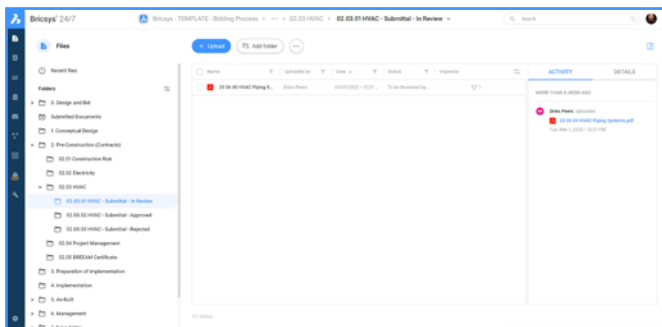 Bricsys® 24/7
Bricsys - TEMPLATE - Bidding Process > ··· > 02.03 HVAC > 02.03.01 HVAC - Submittal - In Review
Search
Files
+ Upload
Add folder
Recent files
Folders
0. Design and Bid
Submitted Documents
1. Conceptual Design
2. Pre-Construction (Contracts)
02.01 Construction Risk
02.02 Electricity
02.03 HVAC
02.03.01 HVAC - Submittal - In Review
02.03.02 HVAC - Submittal - Approved
02.03.03 HVAC - Submittal - Rejected
02.04 Project Management
02.05 BREEAM Certificate
3. Preparation of Implementation
4. Implementation
5. As-Built
6. Management
Name
Uploaded by
Date
Status
Inspector
Dries Peers
To be Reviewed by ...
1/1 items
ACTIVITY
DETAILS
MORE THAN A WEEK AGO
Dries Peers Uploaded
HVAC Piping Systems.pdf
Tue, Mar 1, 2022 - 12:21 PM